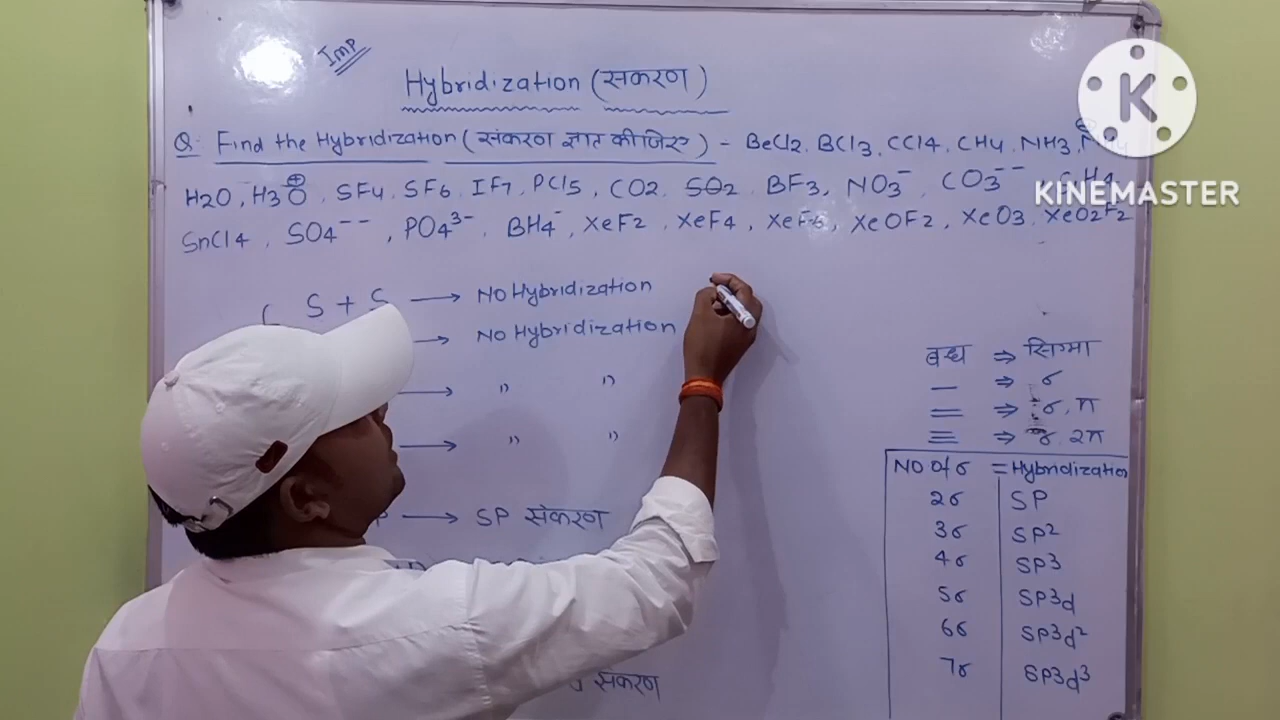 Imp
Hybridization (संकरण)
Q. Find the Hybridization (संकरण ज्ञात कीजिए) - BeCl2, BCl3, CCl4, CH4, NH3,
H2O, H3O⊕, SF4, SF6, IF7, PCl5, CO2, SO2, BF3, NO3⁻, CO3⁻⁻
SnCl4, SO4⁻⁻, PO4³⁻, BH4⁻, XeF2, XeF4, XeF6, XeOF2, XeO3, XeO2F2
S + S → No Hybridization
→ No Hybridization
→ " "
→ " "
→ SP संकरण
संकरण
बन्ध ⇒ सिग्मा
— ⇒ σ
= ⇒ σ, π
≡ ⇒ σ, 2π
No of σ = Hybridization
2σ SP
3σ SP2
4σ SP3
5σ SP3d
6σ SP3d²
7σ SP3d3
K
KINEMASTER